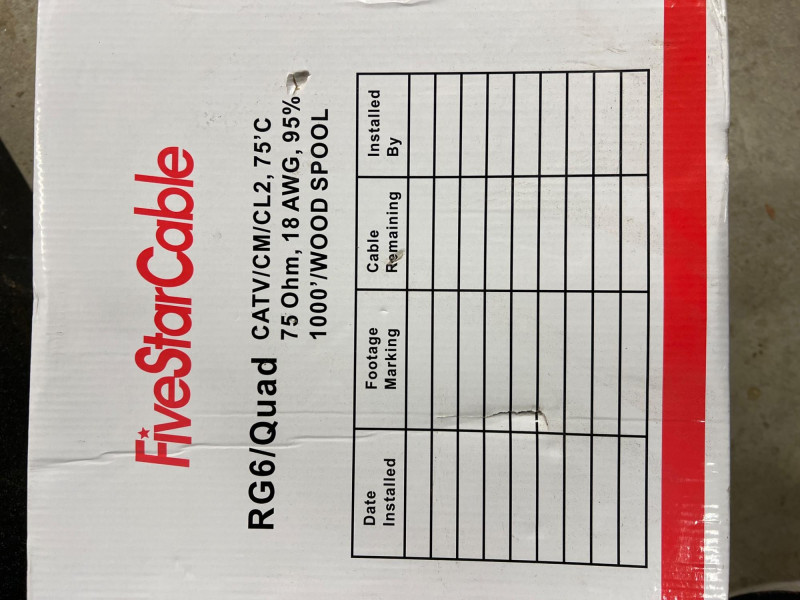 FiveStarCable
RG6/Quad CATV/CM/CL2, 75'C
75 Ohm, 18 AWG, 95%
1000'/WOOD SPOOL
Date Installed
Footage Marking
Cable Remaining
Installed By